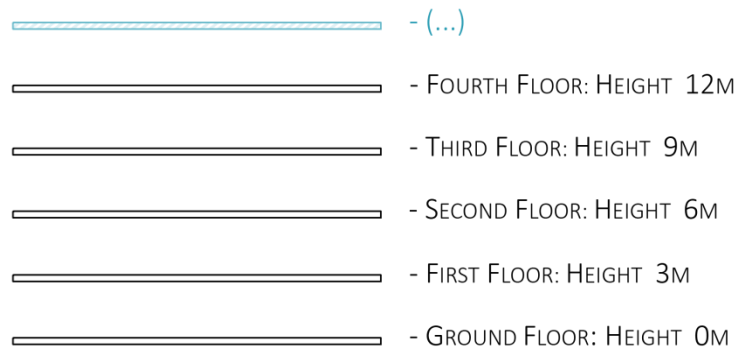 - (...)
- Fourth Floor: Height 12m
- Third Floor: Height 9m
- Second Floor: Height 6m
- First Floor: Height 3m
- Ground Floor: Height 0m